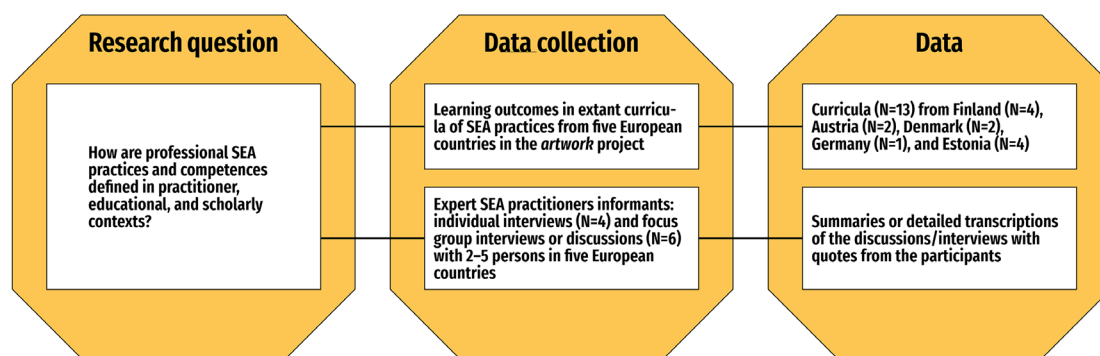 Research question
How are professional SEA
practices and competences
defined in practitioner,
educational, and scholarly
contexts?
Data collection
Learning outcomes in extant curricu-
la of SEA practices from five European
countries in the artwork project
Expert SEA practitioners informants:
individual interviews (N=4) and focus
group interviews or discussions (N=6)
with 2–5 persons in five European
countries
Data
Curricula (N=13) from Finland (N=4),
Austria (N=2), Denmark (N=2),
Germany (N=1), and Estonia (N=4)
Summaries or detailed transcriptions
of the discussions/interviews with
quotes from the participants